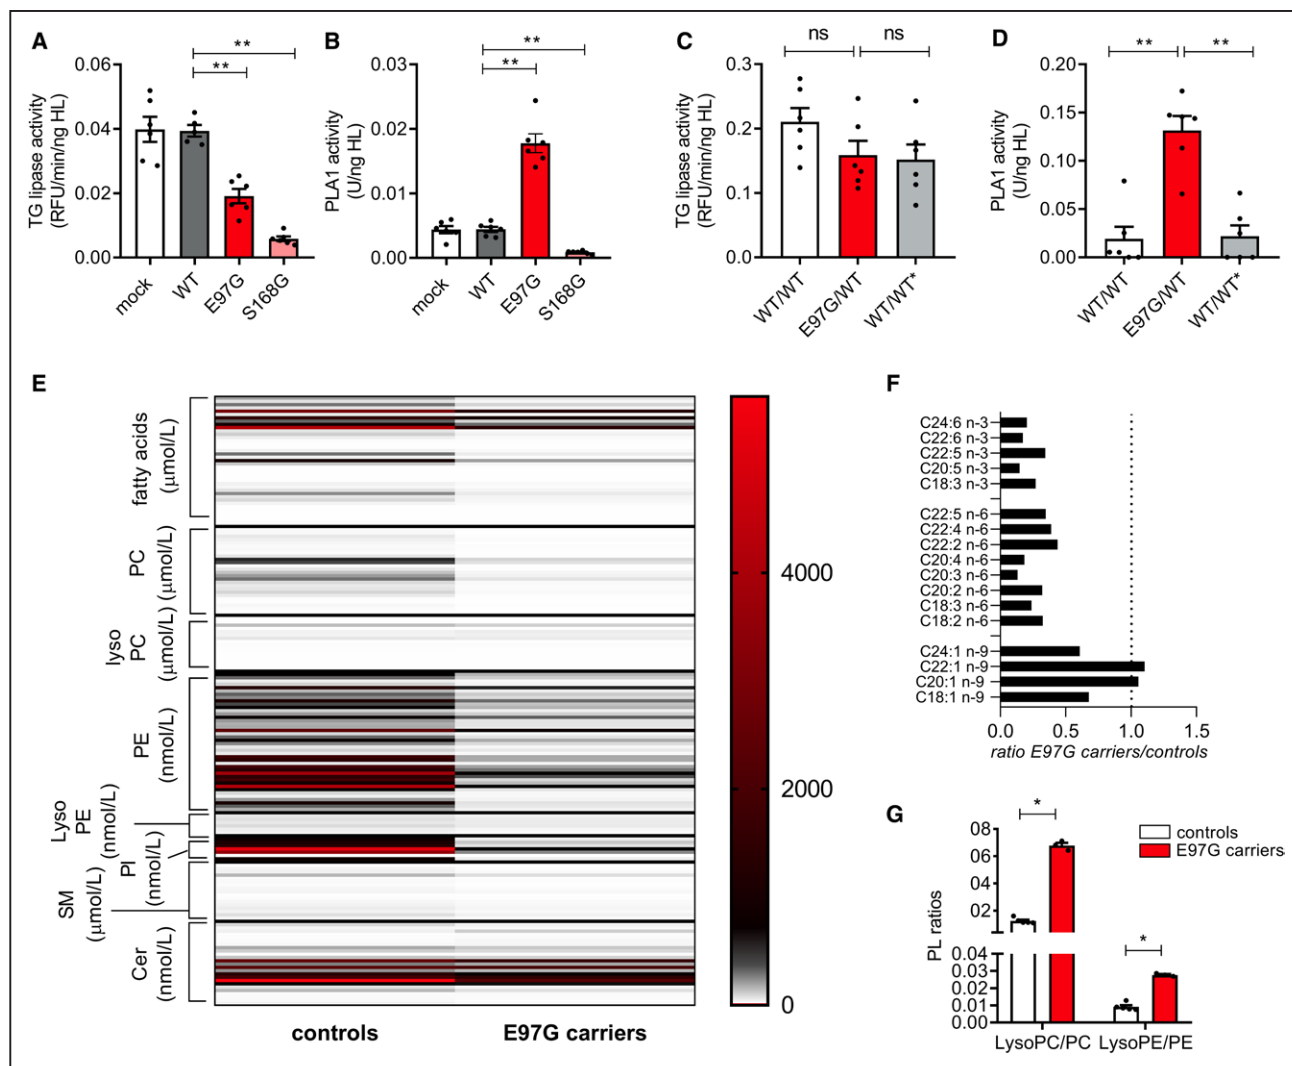 A
TG lipase activity
(RFU/min/ng HL)
0.06
0.04
0.02
0.00
**
**
mock
WT
E97G
S168G
B
PLA1 activity
(U/ng HL)
0.03
0.02
0.01
0.00
**
**
mock
WT
E97G
S168G
C
TG lipase activity
(RFU/min/ng HL)
0.3
0.2
0.1
0.0
ns
ns
WT/WT
E97G/WT
WT/WT*
D
PLA1 activity
(U/ng HL)
0.20
0.15
0.10
0.05
0.00
**
**
WT/WT
E97G/WT
WT/WT*
E
fatty acids
(μmol/L)
PC
(μmol/L)
lyso
PC
(μmol/L)
PE
(nmol/L)
Lyso
PE
(nmol/L)
PI
(nmol/L)
SM
(μmol/L)
Cer
(nmol/L)
controls
E97G carriers
4000
2000
0
F
C24:6 n-3
C22:6 n-3
C22:5 n-3
C20:5 n-3
C18:3 n-3
C22:5 n-6
C22:4 n-6
C22:2 n-6
C20:4 n-6
C20:3 n-6
C20:2 n-6
C18:3 n-6
C18:2 n-6
C24:1 n-9
C22:1 n-9
C20:1 n-9
C18:1 n-9
0.0
0.5
1.0
1.5
ratio E97G carriers/controls
G
controls
E97G carriers
PL ratios
08
06
02
0.04
0.03
0.01
0.00
*
*
LysoPC/PC
LysoPE/PE